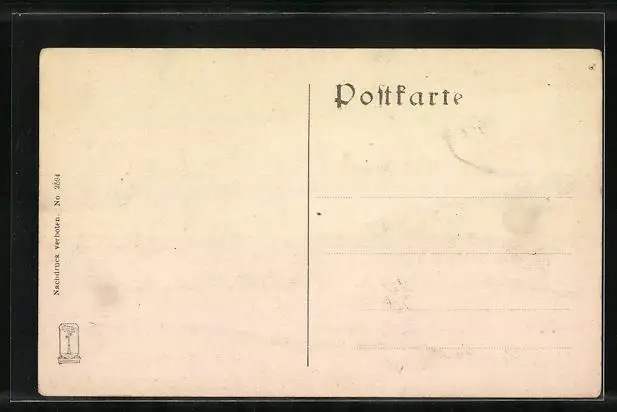 Postkarte
Nachdruck verboten. No. 2594